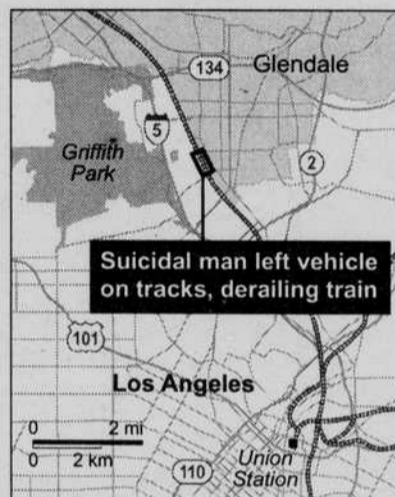 134
Glendale
5
Griffith
Park
2
Suicidal man left vehicle
on tracks, derailing train
101
Los Angeles
0 2 mi
0 2 km
Union
Station
110